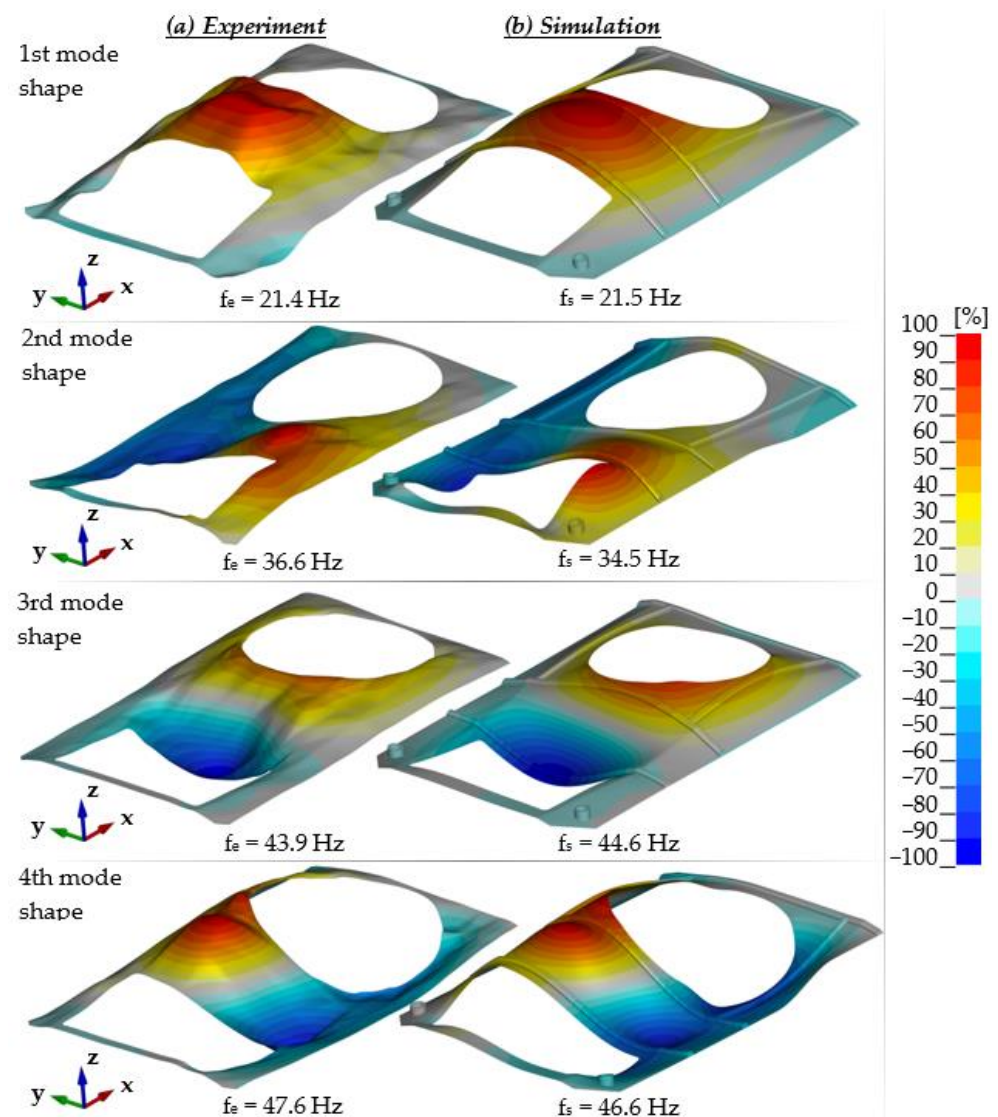 (a) Experiment (b) Simulation
1st mode
shape
z
y x
fe = 21.4 Hz fs = 21.5 Hz
2nd mode
shape
z
y x
fe = 36.6 Hz fs = 34.5 Hz
3rd mode
shape
z
y x
fe = 43.9 Hz fs = 44.6 Hz
4th mode
shape
z
y x
fe = 47.6 Hz fs = 46.6 Hz
100 [%]
90
80
70
60
50
40
30
20
10
0
−10
−20
−30
−40
−50
−60
−70
−80
−90
−100